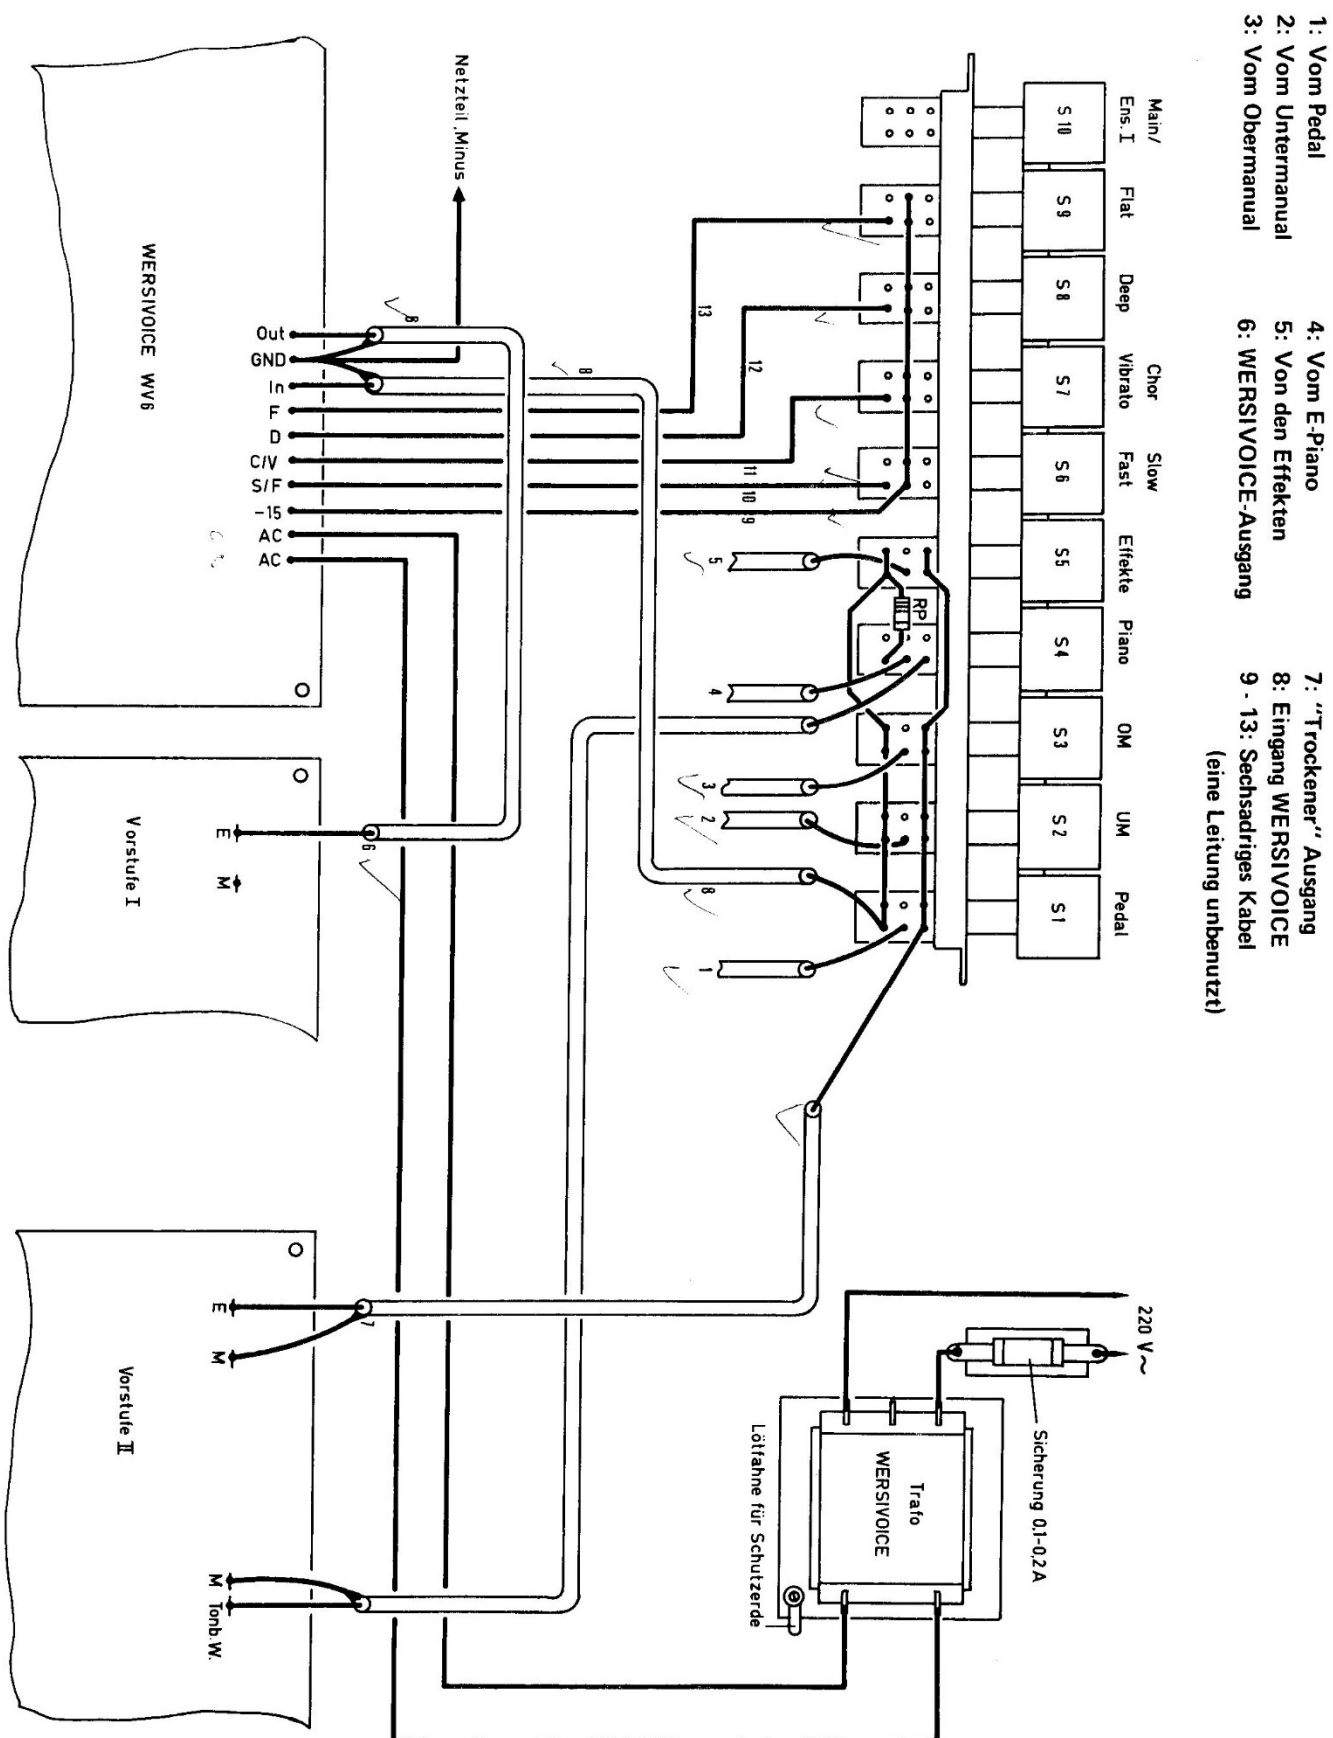 1: Vom Pedal
2: Vom Untermanual
3: Vom Obermanual
4: Vom E-Piano
5: Von den Effekten
6: WERSIVOICE-Ausgang
7: "Trockener" Ausgang
8: Eingang WERSIVOICE
9 - 13: Sechsadriges Kabel
(eine Leitung unbenutzt)
Main/
Ens. I
Flat
Deep
Chor
Vibrato
Slow
Fast
Effekte
Piano
OM
UM
Pedal
S 10
S 9
S 8
S 7
S 6
S 5
S 4
S 3
S 2
S 1
RP
13
12
11
10
9
5
4
3
2
8
1
8
8
6
7
Netzteil, Minus
WERSIVOICE WV6
Out
GND
In
F
D
C/V
S/F
-15
AC
AC
Vorstufe I
E
M
Vorstufe II
E
M
M
Tonb.W.
220 V~
Sicherung 0,1-0,2A
Trafo
WERSIVOICE
Lötfahne für Schutzerde